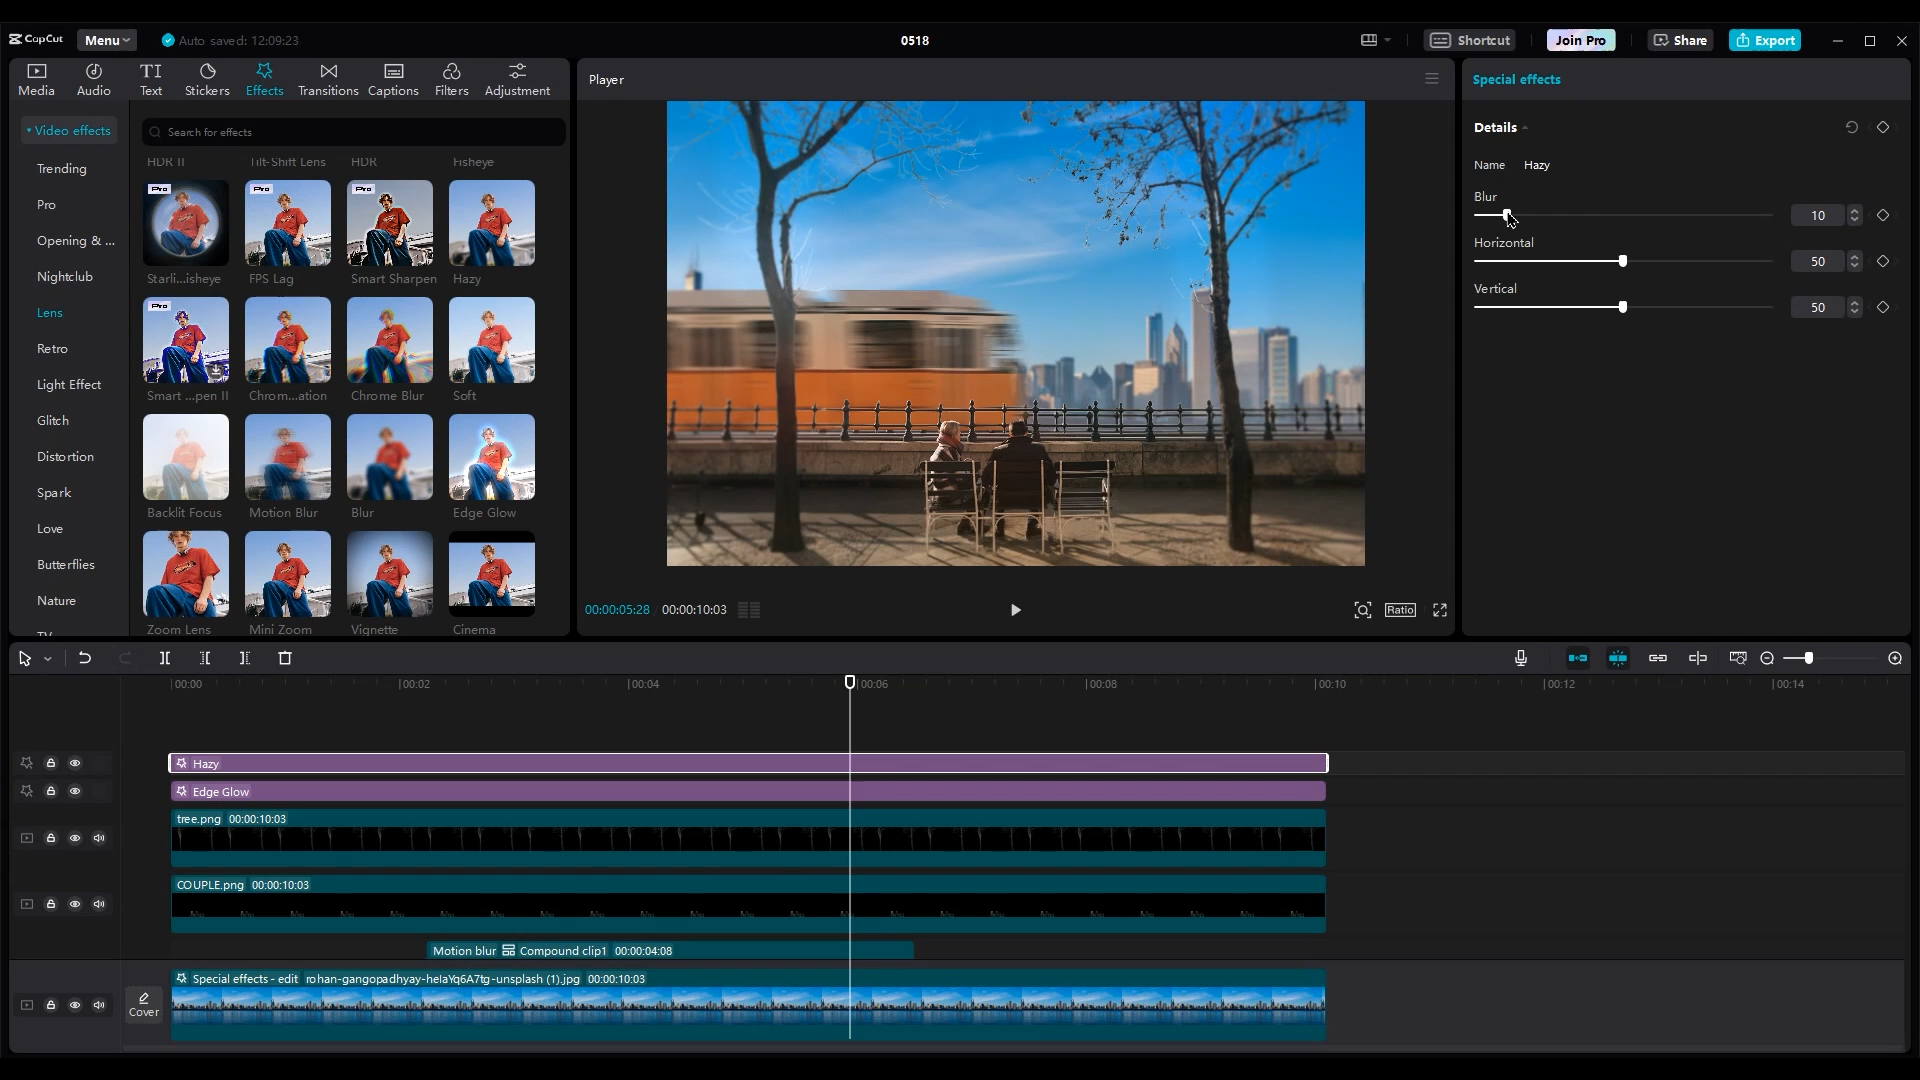 CapCut
Menu
Auto saved: 12:09:23
0518
Shortcut
Join Pro
Share
Export
Media
Audio
Text
Stickers
Effects
Transitions
Captions
Filters
Adjustment
Video effects
Trending
Pro
Opening & ...
Nightclub
Lens
Retro
Light Effect
Glitch
Distortion
Spark
Love
Butterflies
Nature
TV
Search for effects
HDR II
Tilt-Shift Lens
HDR
Fisheye
Pro
Pro
Pro
Starli...isheye
FPS Lag
Smart Sharpen
Hazy
Pro
Smart ...pen II
Chrom...ation
Chrome Blur
Soft
Backlit Focus
Motion Blur
Blur
Edge Glow
Zoom Lens
Mini Zoom
Vignette
Cinema
Player
00:00:05:28
00:00:10:03
Ratio
Special effects
Details
Name Hazy
Blur
10
Horizontal
50
Vertical
50
00:00
00:02
00:04
00:06
00:08
00:10
00:12
00:14
Hazy
Edge Glow
tree.png 00:00:10:03
COUPLE.png 00:00:10:03
Motion blur Compound clip1 00:00:04:08
Cover
Special effects - edit rohan-gangopadhyay-heIaYq6A7tg-unsplash (1).jpg 00:00:10:03